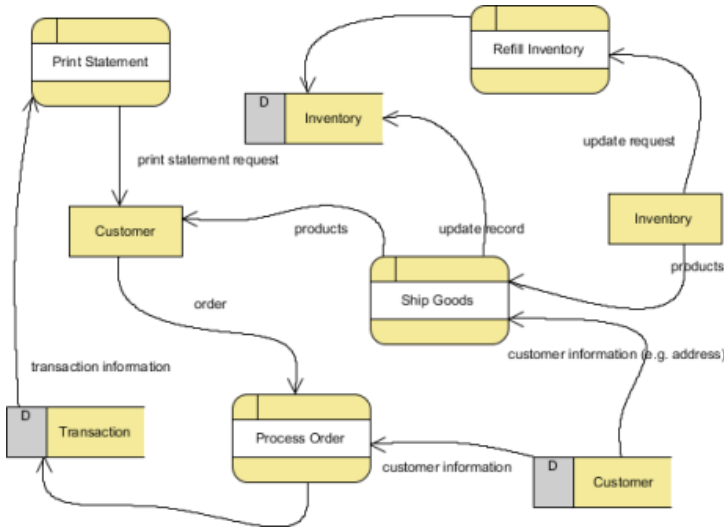 Print Statement
Refill Inventory
D
Inventory
update request
print statement request
Customer
Inventory
products
update record
products
Ship Goods
order
customer information (e.g. address)
transaction information
D
Transaction
Process Order
customer information
D
Customer